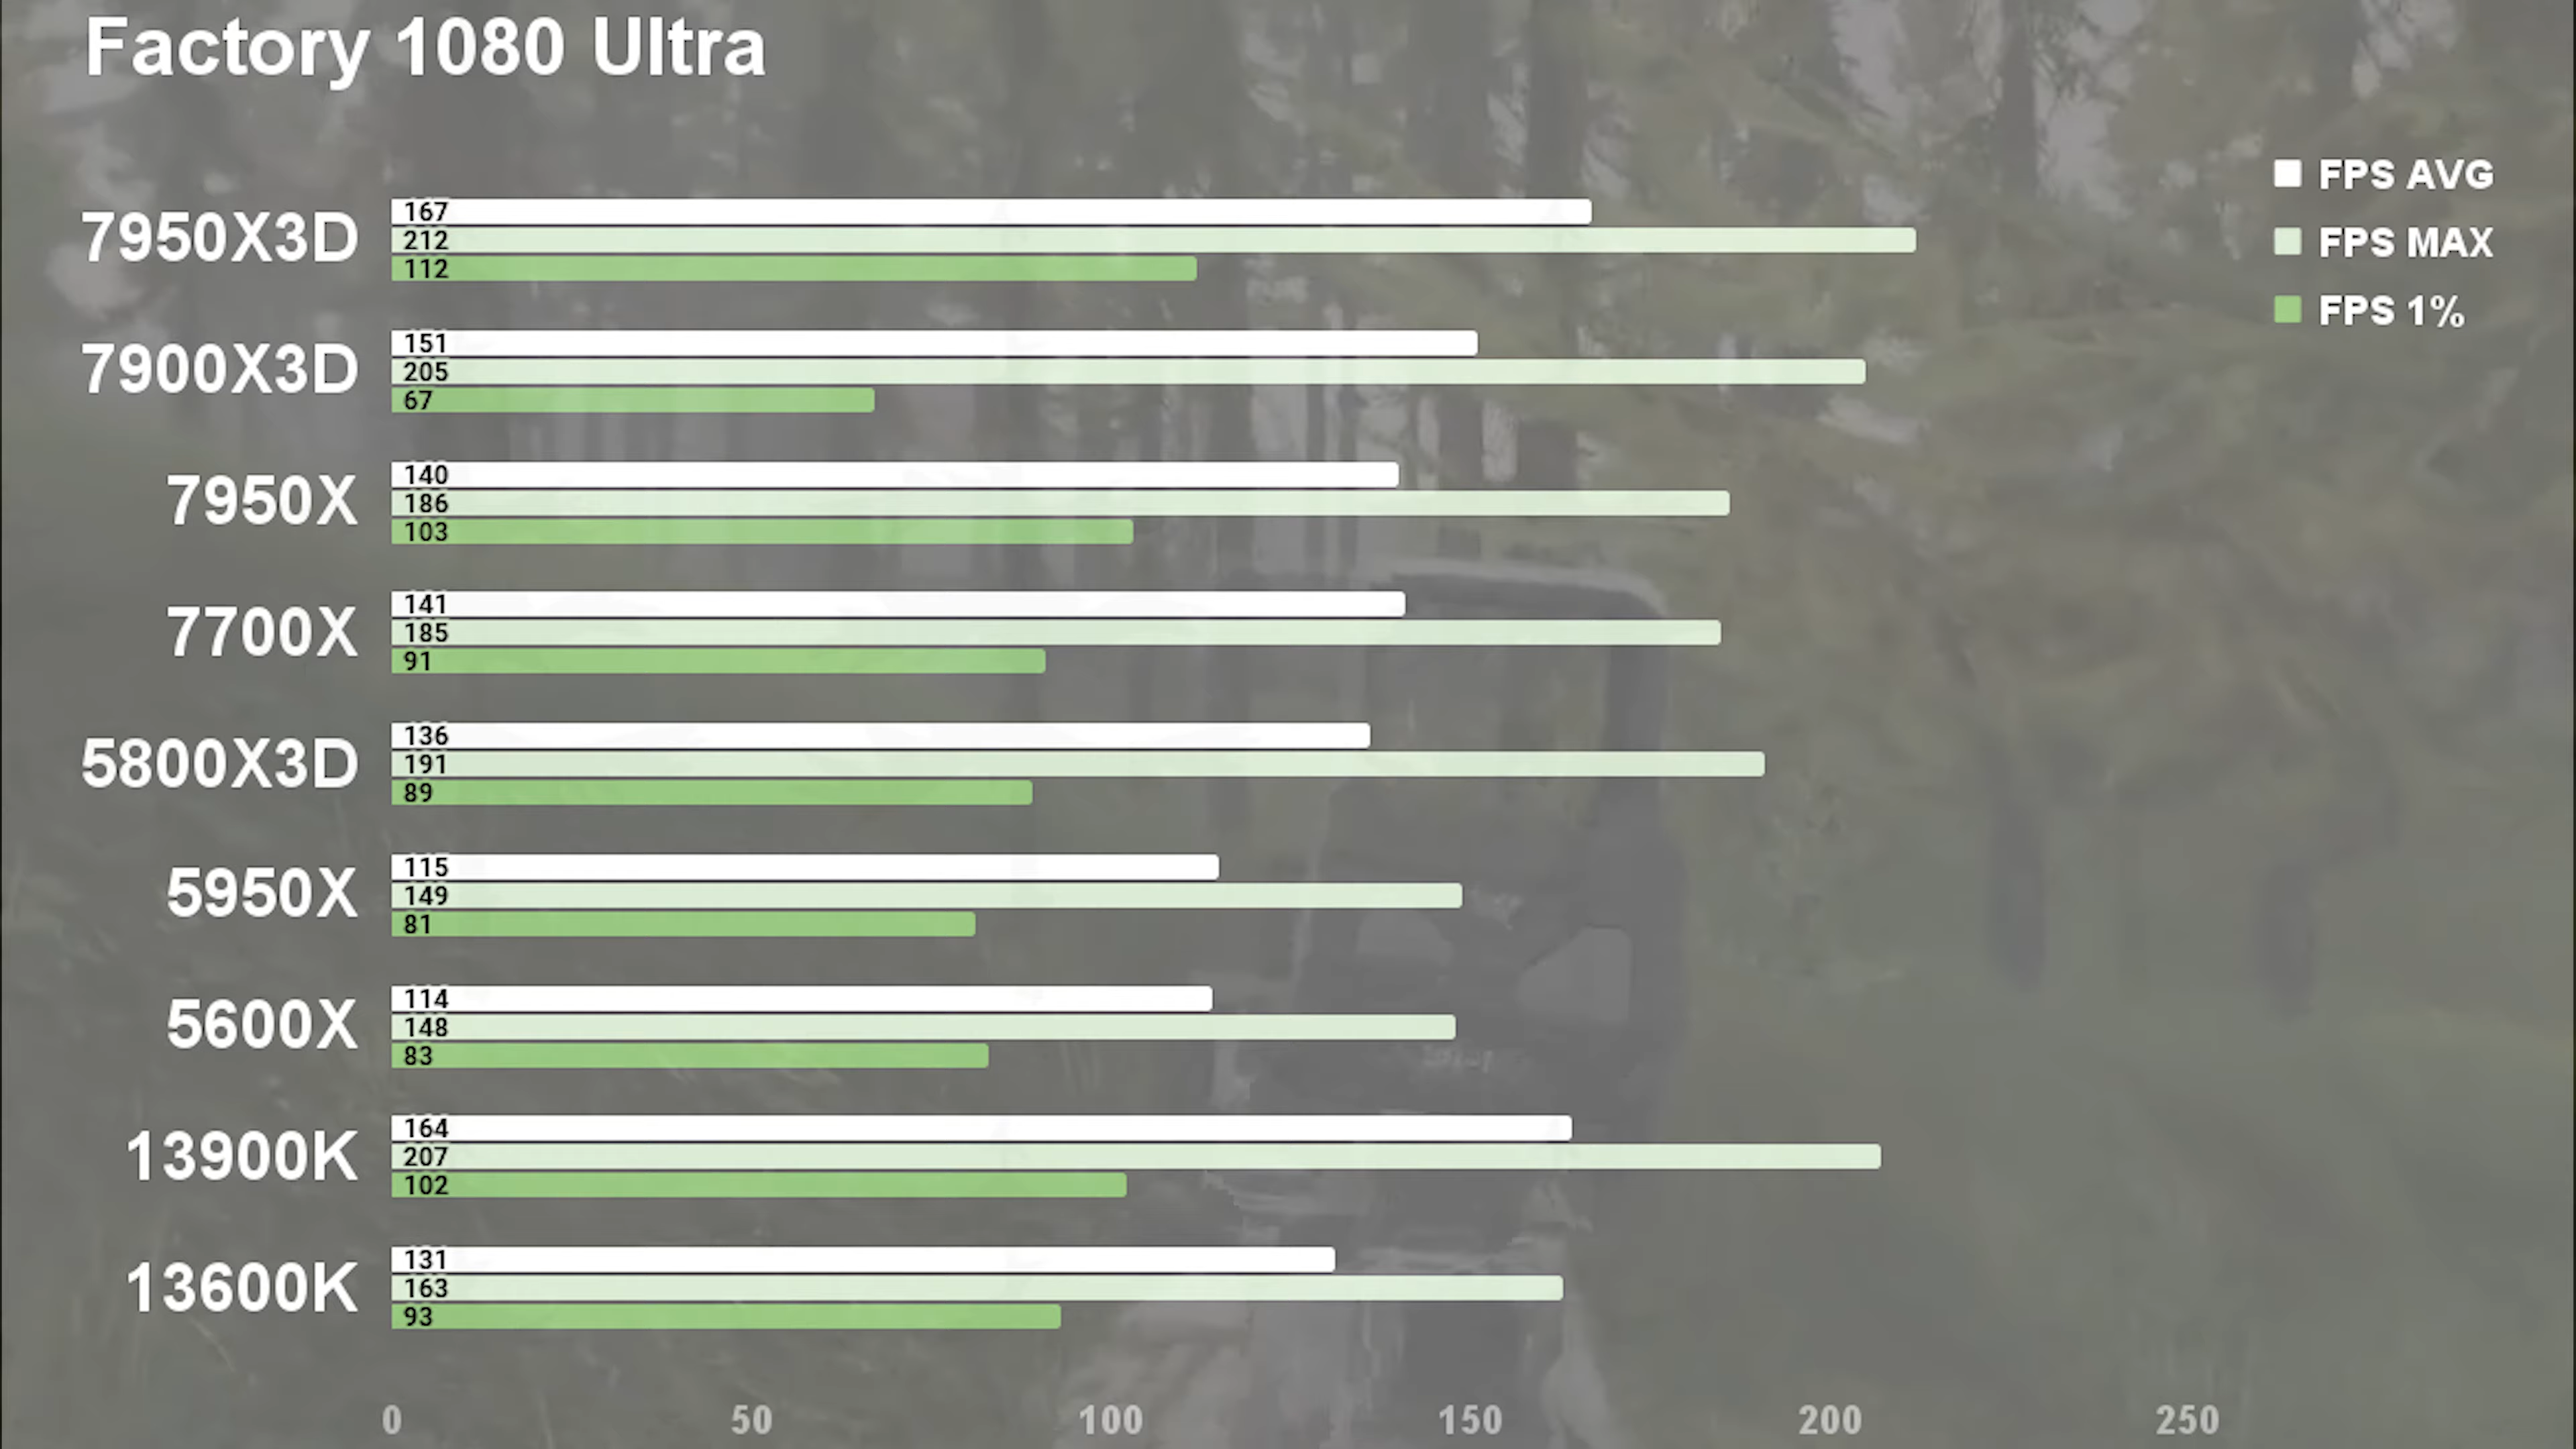 Factory 1080 Ultra
FPS AVG
FPS MAX
FPS 1%
7950X3D
167
212
112
7900X3D
151
205
67
7950X
140
186
103
7700X
141
185
91
5800X3D
136
191
89
5950X
115
149
81
5600X
114
148
83
13900K
164
207
102
13600K
131
163
93
0 50 100 150 200 250